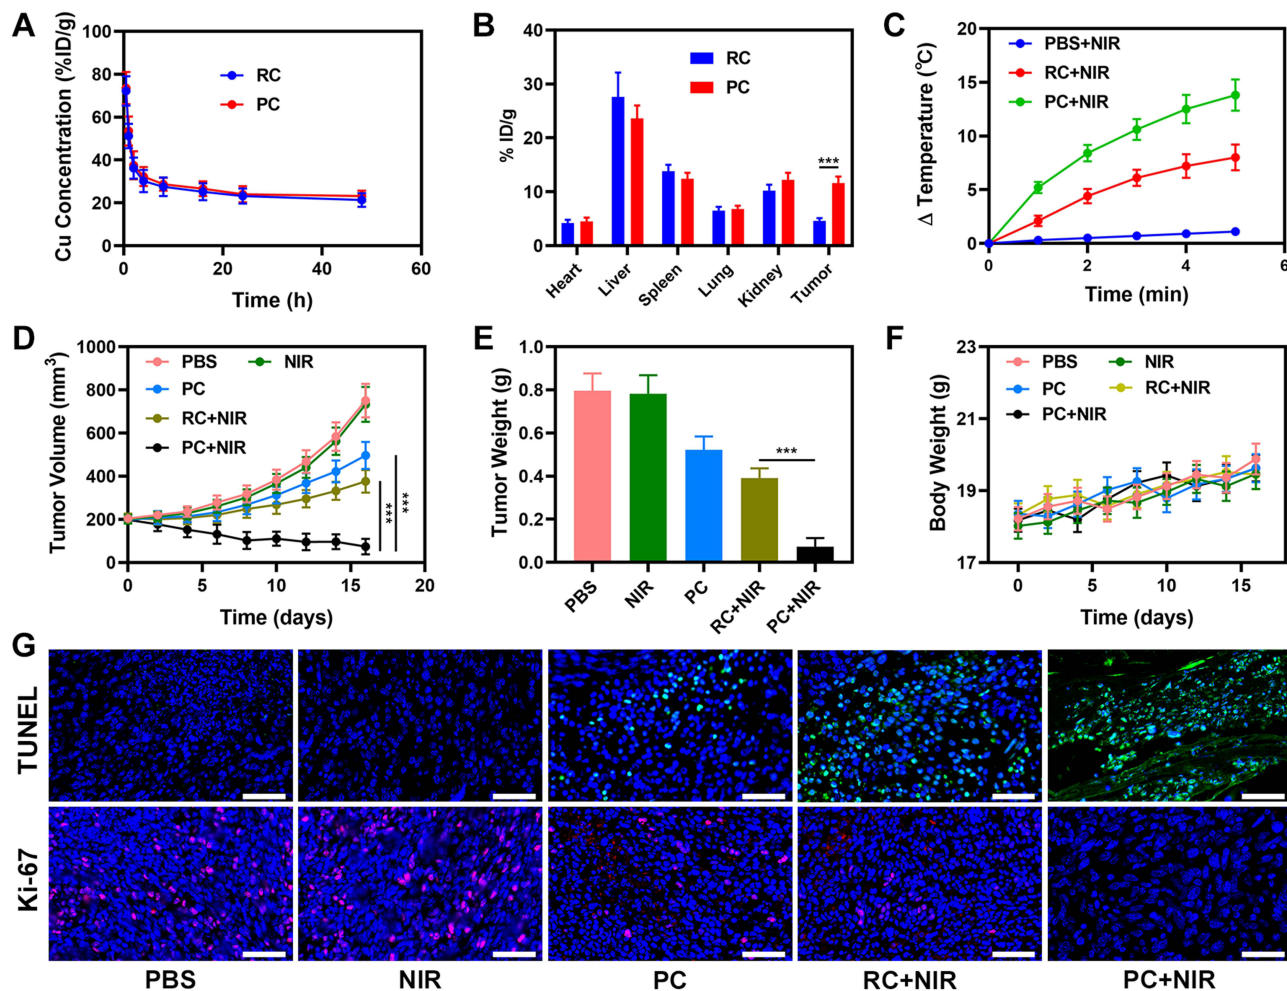 A
Cu Concentration (%ID/g)
100
80
60
40
20
0
0
20
40
60
Time (h)
RC
PC
B
% ID/g
40
30
20
10
0
RC
PC
***
Heart
Liver
Spleen
Lung
Kidney
Tumor
C
Δ Temperature (℃)
20
15
10
5
0
0
2
4
6
Time (min)
PBS+NIR
RC+NIR
PC+NIR
D
Tumor Volume (mm³)
1000
800
600
400
200
0
0
5
10
15
20
Time (days)
PBS
NIR
PC
RC+NIR
PC+NIR
***
***
E
Tumor Weight (g)
1.0
0.8
0.6
0.4
0.2
0.0
***
PBS
NIR
PC
RC+NIR
PC+NIR
F
Body Weight (g)
23
21
19
17
0
5
10
15
Time (days)
PBS
NIR
PC
RC+NIR
PC+NIR
G
TUNEL
Ki-67
PBS
NIR
PC
RC+NIR
PC+NIR